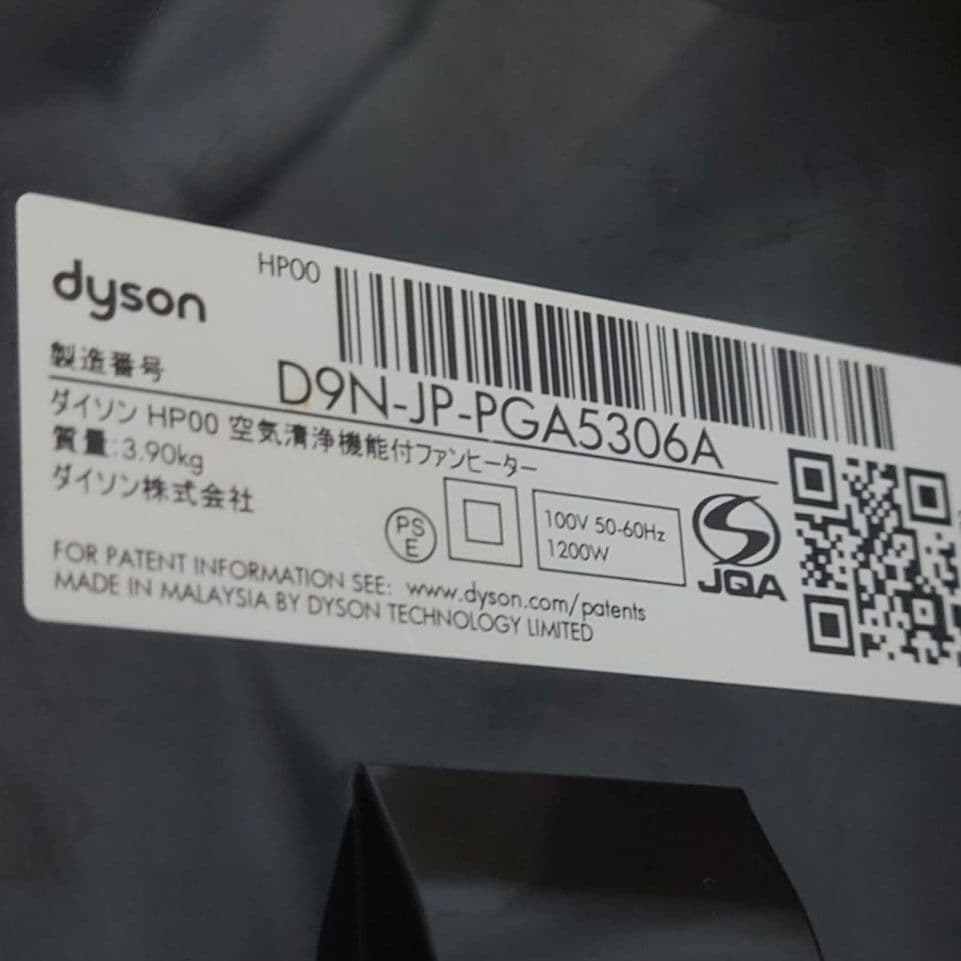 dyson
HP00
製造番号
D9N-JP-PGA5306A
ダイソン HP00 空気清浄機能付ファンヒーター
質量:3.90kg
ダイソン株式会社
PS
E
100V 50-60Hz
1200W
S
JQA
FOR PATENT INFORMATION SEE: www.dyson.com/patents
MADE IN MALAYSIA BY DYSON TECHNOLOGY LIMITED